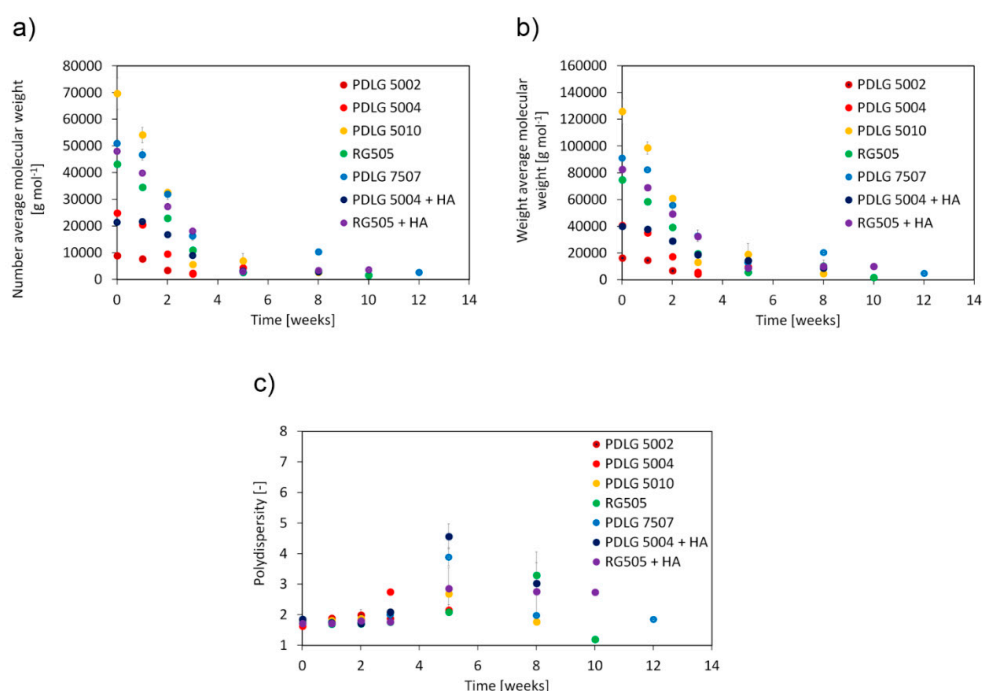 a)
Number average molecular weight
[g mol-1]
80000
70000
60000
50000
40000
30000
20000
10000
0
0 2 4 6 8 10 12 14
Time [weeks]
PDLG 5002
PDLG 5004
PDLG 5010
RG505
PDLG 7507
PDLG 5004 + HA
RG505 + HA
b)
Weight average molecular
weight [g mol-1]
160000
140000
120000
100000
80000
60000
40000
20000
0
0 2 4 6 8 10 12 14
Time [weeks]
PDLG 5002
PDLG 5004
PDLG 5010
RG505
PDLG 7507
PDLG 5004 + HA
RG505 + HA
c)
Polydispersity [-]
8
7
6
5
4
3
2
1
0 2 4 6 8 10 12 14
Time [weeks]
PDLG 5002
PDLG 5004
PDLG 5010
RG505
PDLG 7507
PDLG 5004 + HA
RG505 + HA